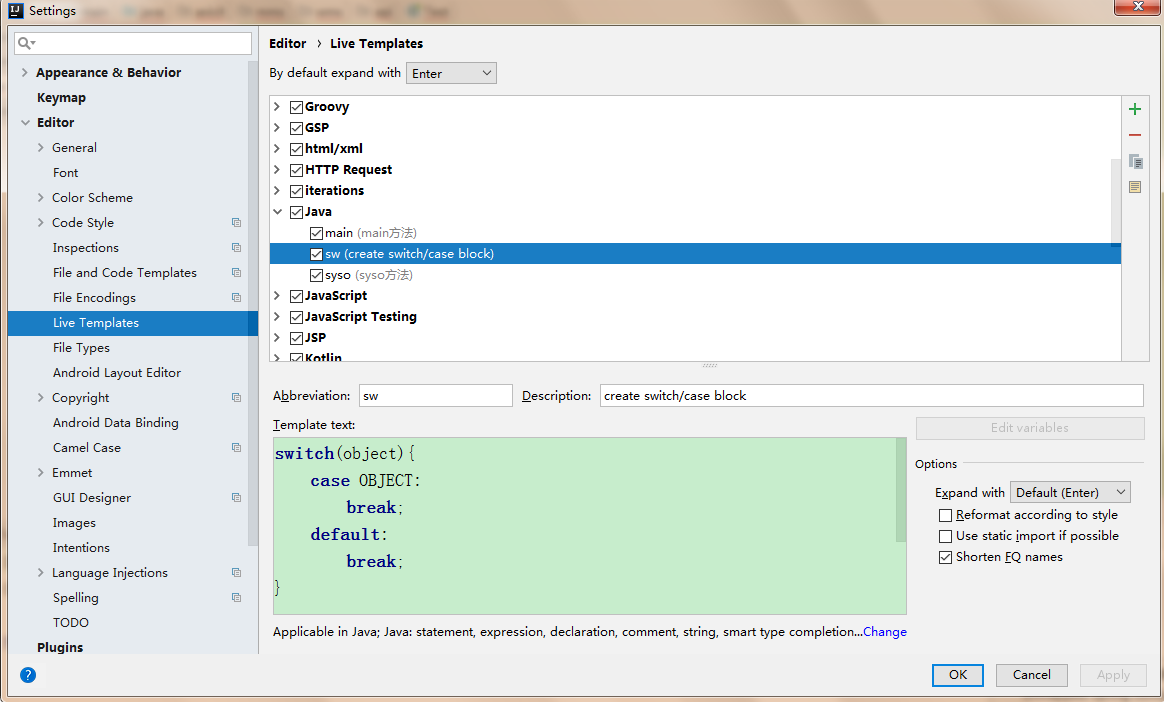 Settings
Appearance & Behavior
Keymap
Editor
General
Font
Color Scheme
Code Style
Inspections
File and Code Templates
File Encodings
Live Templates
File Types
Android Layout Editor
Copyright
Android Data Binding
Camel Case
Emmet
GUI Designer
Images
Intentions
Language Injections
Spelling
TODO
Plugins
Editor › Live Templates
By default expand with Enter
Groovy
GSP
html/xml
HTTP Request
iterations
Java
main (main方法)
sw (create switch/case block)
syso (syso方法)
JavaScript
JavaScript Testing
JSP
Kotlin
Abbreviation: sw Description: create switch/case block
Template text:
switch(object){
case OBJECT:
break;
default:
break;
}
Edit variables
Options
Expand with Default (Enter)
Reformat according to style
Use static import if possible
Shorten FQ names
Applicable in Java; Java: statement, expression, declaration, comment, string, smart type completion...Change
? OK Cancel Apply